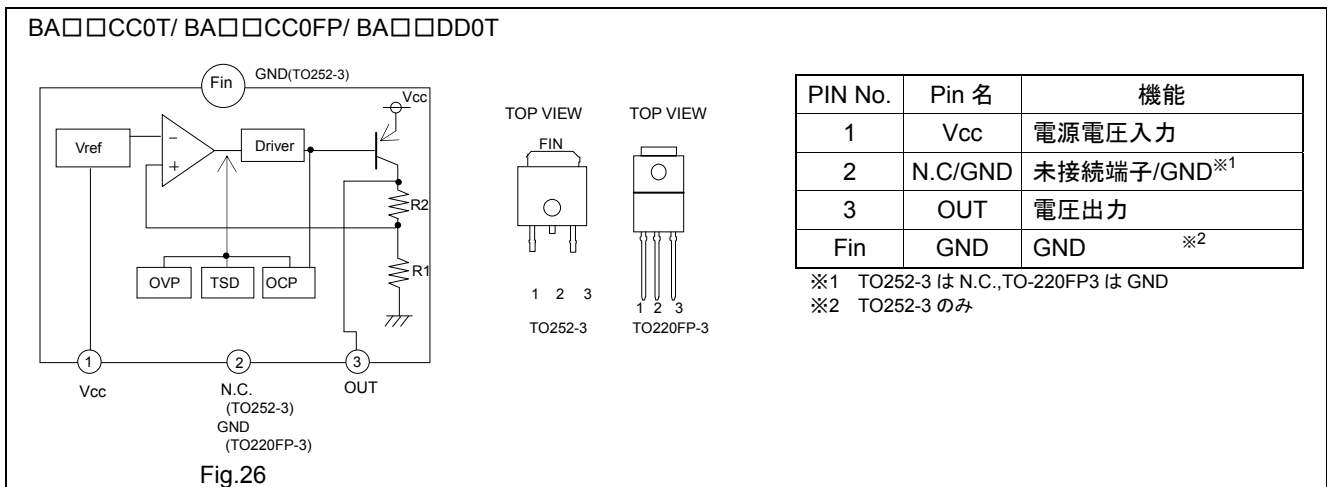 BA□□CC0T/ BA□□CC0FP/ BA□□DD0T
Fin
GND(TO252-3)
Vcc
Vref
−
+
Driver
R2
R1
OVP
TSD
OCP
1
2
3
Vcc
N.C.
(TO252-3)
GND
(TO220FP-3)
OUT
Fig.26
TOP VIEW
FIN
1 2 3
TO252-3
TOP VIEW
1 2 3
TO220FP-3
PIN No. Pin 名 機能
1 Vcc 電源電圧入力
2 N.C/GND 未接続端子/GND※1
3 OUT 電圧出力
Fin GND GND ※2
※1 TO252-3 は N.C.,TO-220FP3 は GND
※2 TO252-3 のみ